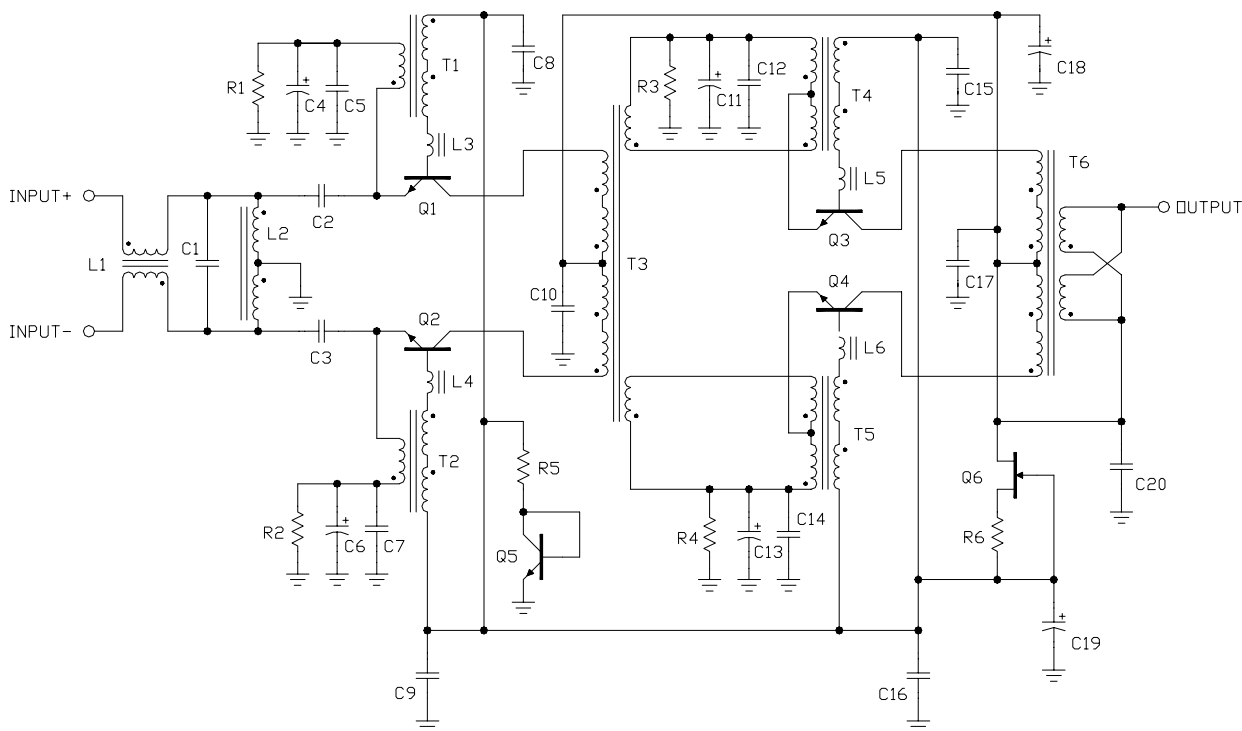 C8
T1
C12
R3
C11
T4
C15
C18
R1
C4
C5
L3
L5
T6
INPUT+
C2
Q1
Q3
OUTPUT
L1
C1
L2
C10
T3
Q4
C17
INPUT-
C3
Q2
L6
L4
T2
R5
T5
Q6
C20
R2
C6
C7
Q5
R4
C13
C14
R6
C9
C16
C19
+
+
+
+
+
+
+